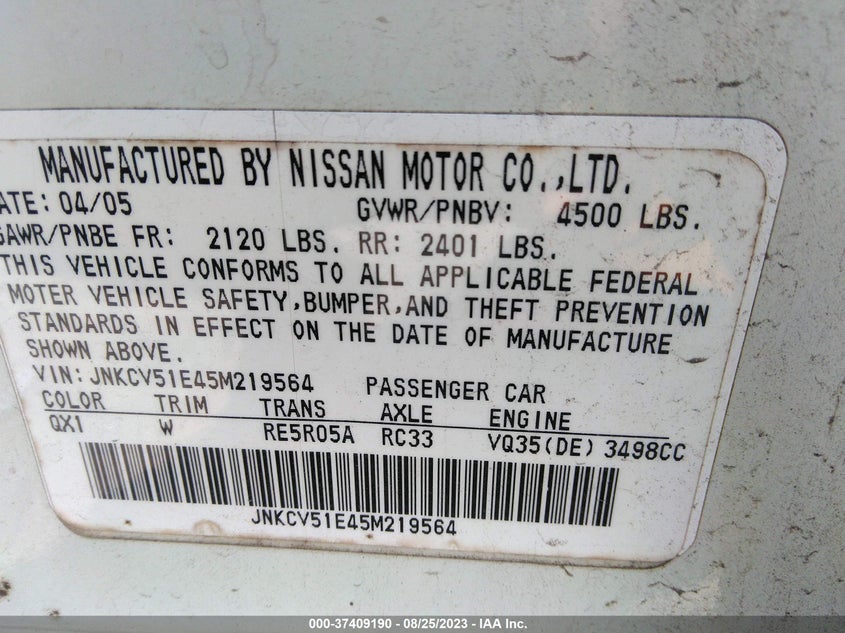 MANUFACTURED BY NISSAN MOTOR CO.,LTD.
ATE: 04/05 GVWR/PNBV: 4500 LBS.
GAWR/PNBE FR: 2120 LBS. RR: 2401 LBS.
THIS VEHICLE CONFORMS TO ALL APPLICABLE FEDERAL
MOTER VEHICLE SAFETY,BUMPER,AND THEFT PREVENTION
STANDARDS IN EFFECT ON THE DATE OF MANUFACTURE
SHOWN ABOVE.
VIN: JNKCV51E45M219564 PASSENGER CAR
COLOR TRIM TRANS AXLE ENGINE
QX1 W RE5R05A RC33 VQ35(DE) 3498CC
JNKCV51E45M219564
000-37409190 - 08/25/2023 - IAA Inc.